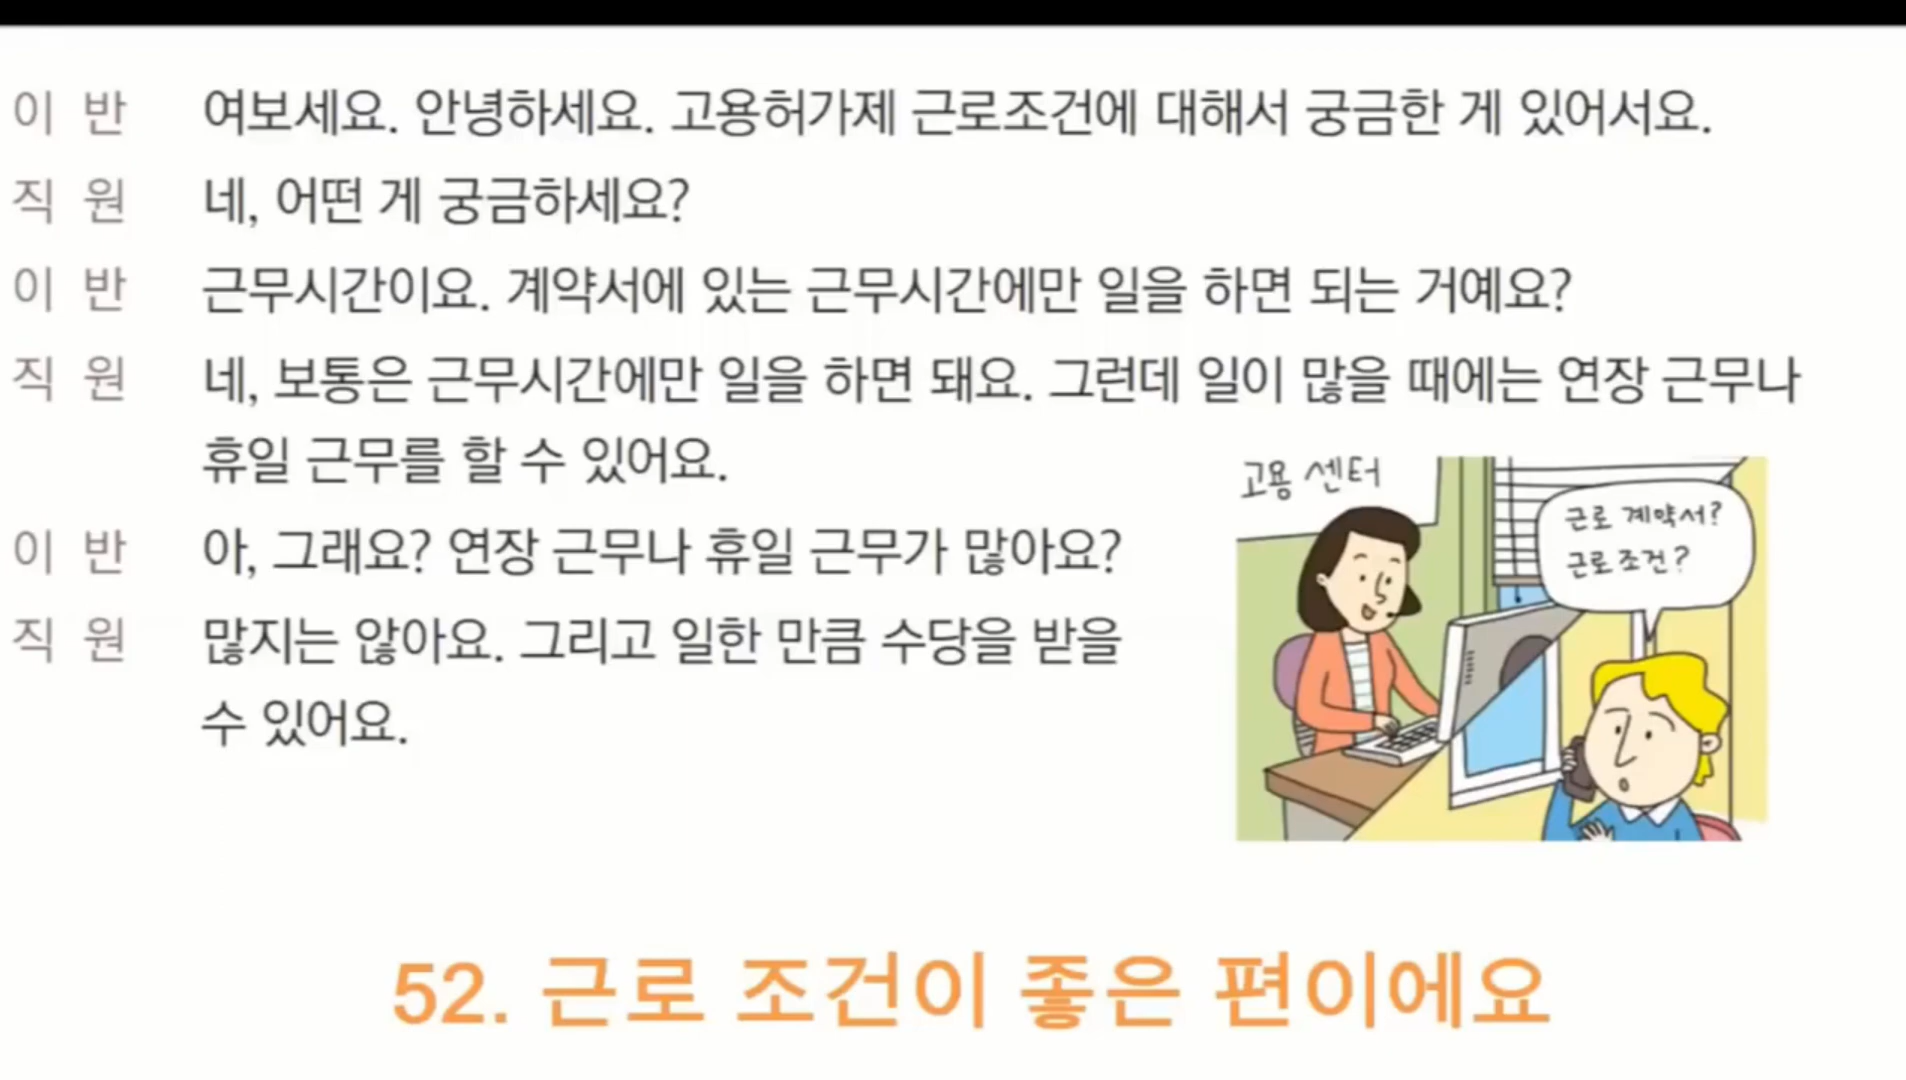 이 반 여보세요. 안녕하세요. 고용허가제 근로조건에 대해서 궁금한 게 있어서요.
직 원 네, 어떤 게 궁금하세요?
이 반 근무시간이요. 계약서에 있는 근무시간에만 일을 하면 되는 거예요?
직 원 네, 보통은 근무시간에만 일을 하면 돼요. 그런데 일이 많을 때에는 연장 근무나
휴일 근무를 할 수 있어요.
이 반 아, 그래요? 연장 근무나 휴일 근무가 많아요?
직 원 많지는 않아요. 그리고 일한 만큼 수당을 받을
수 있어요.
고용 센터
근로 계약서?
근로 조건?
52. 근로 조건이 좋은 편이에요